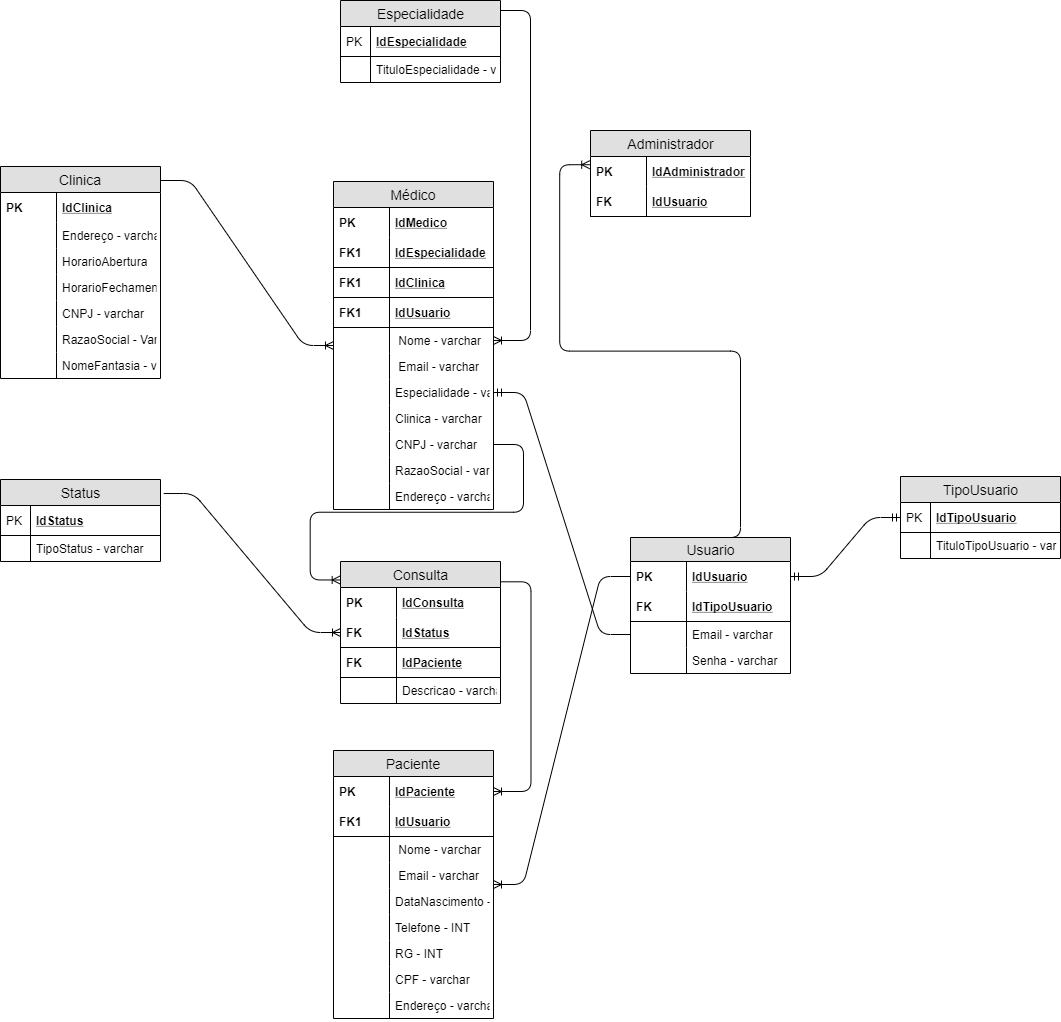 Especialidade
PK IdEspecialidade
TituloEspecialidade - v
Administrador
PK IdAdministrador
FK IdUsuario
Clinica
PK IdClinica
Endereço - varcha
HorarioAbertura
HorarioFechamen
CNPJ - varchar
RazaoSocial - Var
NomeFantasia - v
Médico
PK IdMedico
FK1 IdEspecialidade
FK1 IdClinica
FK1 IdUsuario
Nome - varchar
Email - varchar
Especialidade - va
Clinica - varchar
CNPJ - varchar
RazaoSocial - var
Endereço - varcha
Status
PK IdStatus
TipoStatus - varchar
TipoUsuario
PK IdTipoUsuario
TituloTipoUsuario - var
Usuario
PK IdUsuario
FK IdTipoUsuario
Email - varchar
Senha - varchar
Consulta
PK IdConsulta
FK IdStatus
FK IdPaciente
Descricao - varcha
Paciente
PK IdPaciente
FK1 IdUsuario
Nome - varchar
Email - varchar
DataNascimento -
Telefone - INT
RG - INT
CPF - varchar
Endereço - varcha